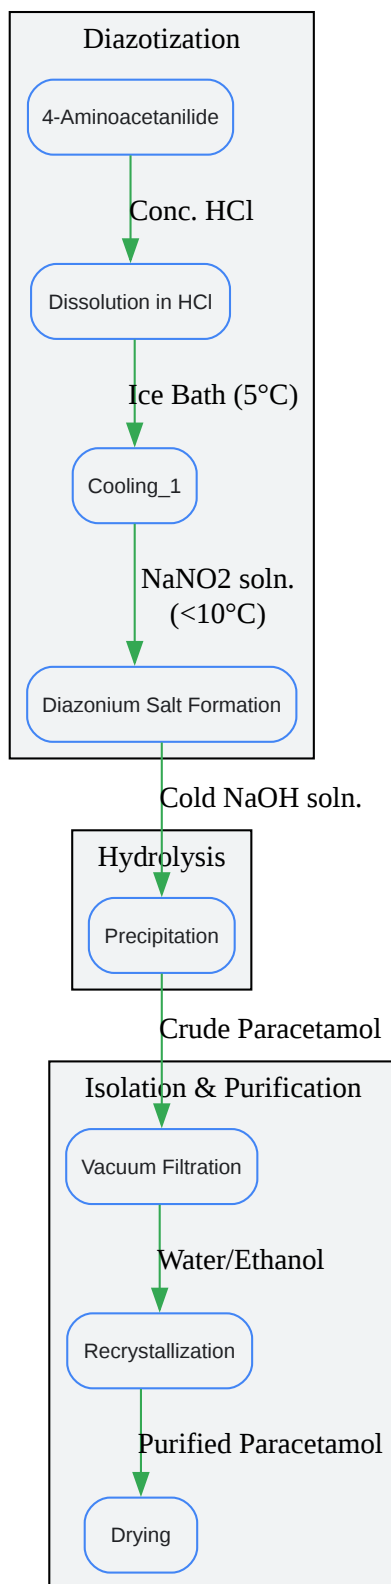 Diazotization
4-Aminoacetanilide
Conc. HCl
Dissolution in HCl
Ice Bath (5°C)
Cooling_1
NaNO2 soln.
(<10°C)
Diazonium Salt Formation
Cold NaOH soln.
Hydrolysis
Precipitation
Crude Paracetamol
Isolation & Purification
Vacuum Filtration
Water/Ethanol
Recrystallization
Purified Paracetamol
Drying